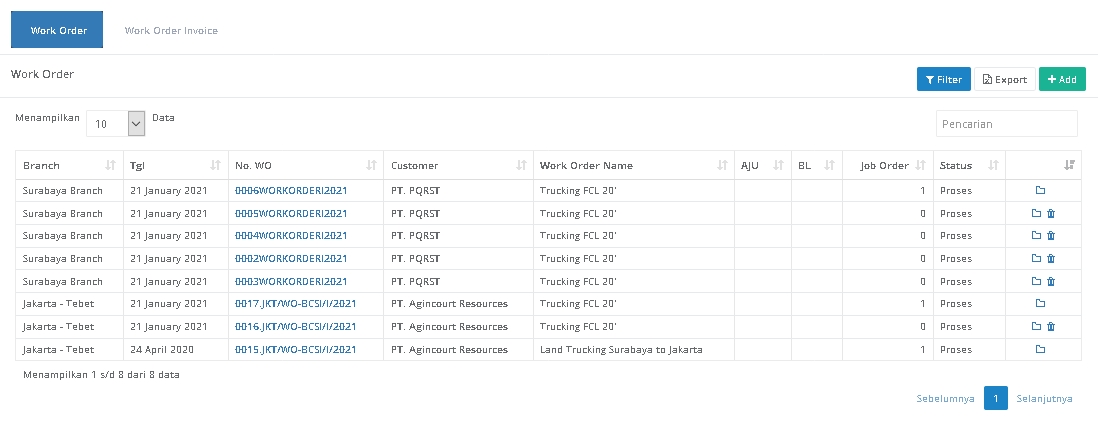 Work Order Work Order Invoice
Work Order
Filter Export Add
Menampilkan 10 Data
Pencarian
Branch Tgl No. WO Customer Work Order Name AJU BL Job Order Status
Surabaya Branch 21 January 2021 0006WORKORDERI2021 PT. PQRST Trucking FCL 20' 1 Proses
Surabaya Branch 21 January 2021 0005WORKORDERI2021 PT. PQRST Trucking FCL 20' 0 Proses
Surabaya Branch 21 January 2021 0004WORKORDERI2021 PT. PQRST Trucking FCL 20' 0 Proses
Surabaya Branch 21 January 2021 0002WORKORDERI2021 PT. PQRST Trucking FCL 20' 0 Proses
Surabaya Branch 21 January 2021 0003WORKORDERI2021 PT. PQRST Trucking FCL 20' 0 Proses
Jakarta - Tebet 21 January 2021 0017.JKT/WO-BCSI/I/2021 PT. Agincourt Resources Trucking FCL 20' 1 Proses
Jakarta - Tebet 21 January 2021 0016.JKT/WO-BCSI/I/2021 PT. Agincourt Resources Trucking FCL 20' 0 Proses
Jakarta - Tebet 24 April 2020 0015.JKT/WO-BCSI/I/2021 PT. Agincourt Resources Land Trucking Surabaya to Jakarta 1 Proses
Menampilkan 1 s/d 8 dari 8 data
Sebelumnya 1 Selanjutnya